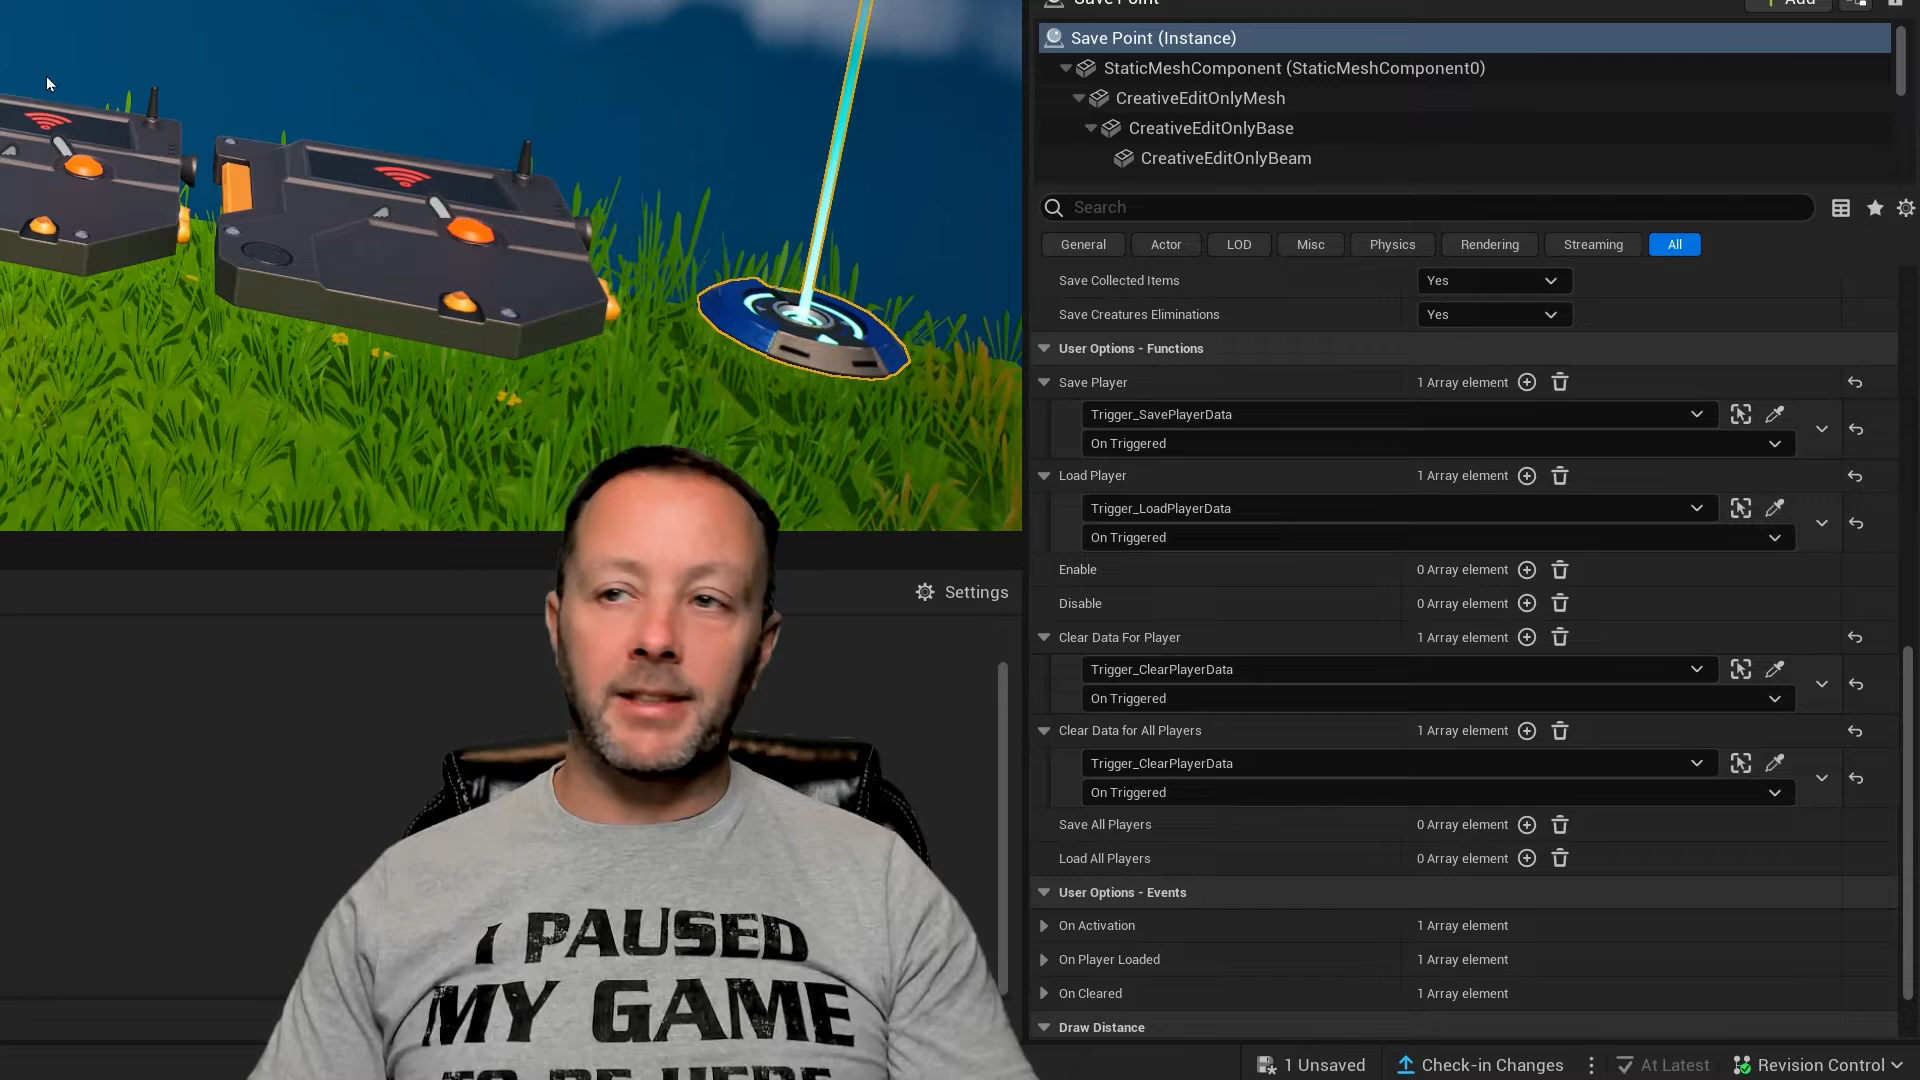 Save Point
Add
Save Point (Instance)
StaticMeshComponent (StaticMeshComponent0)
CreativeEditOnlyMesh
CreativeEditOnlyBase
CreativeEditOnlyBeam
Search
General
Actor
LOD
Misc
Physics
Rendering
Streaming
All
Save Collected Items
Yes
Save Creatures Eliminations
Yes
User Options - Functions
Save Player
1 Array element
Trigger_SavePlayerData
On Triggered
Load Player
1 Array element
Trigger_LoadPlayerData
On Triggered
Enable
0 Array element
Disable
0 Array element
Clear Data For Player
1 Array element
Trigger_ClearPlayerData
On Triggered
Clear Data for All Players
1 Array element
Trigger_ClearPlayerData
On Triggered
Save All Players
0 Array element
Load All Players
0 Array element
User Options - Events
On Activation
1 Array element
On Player Loaded
1 Array element
On Cleared
1 Array element
Draw Distance
Settings
I PAUSED
MY GAME
TO BE HERE
1 Unsaved
Check-in Changes
At Latest
Revision Control